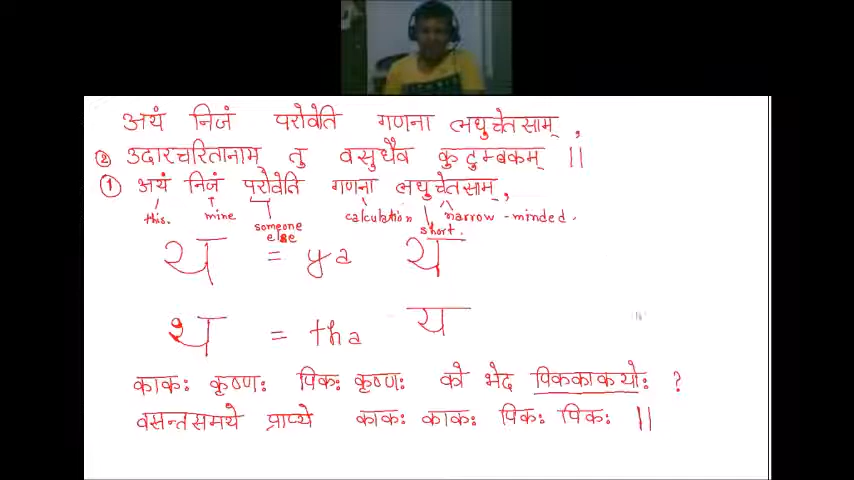 अयं निजं परोवेति गणना लघुचेतसाम्,
② उदारचरितानाम् तु वसुधैव कुटुम्बकम् ||
① अयं निजं परोवेति गणना लघुचेतसाम्,
this. mine someone else calculation short. narrow-minded.
य = ya य
थ = tha य
काकः कृष्णः पिकः कृष्णः को भेद पिककाकयोः ?
वसन्तसमये प्राप्ये काकः काकः पिकः पिकः ||